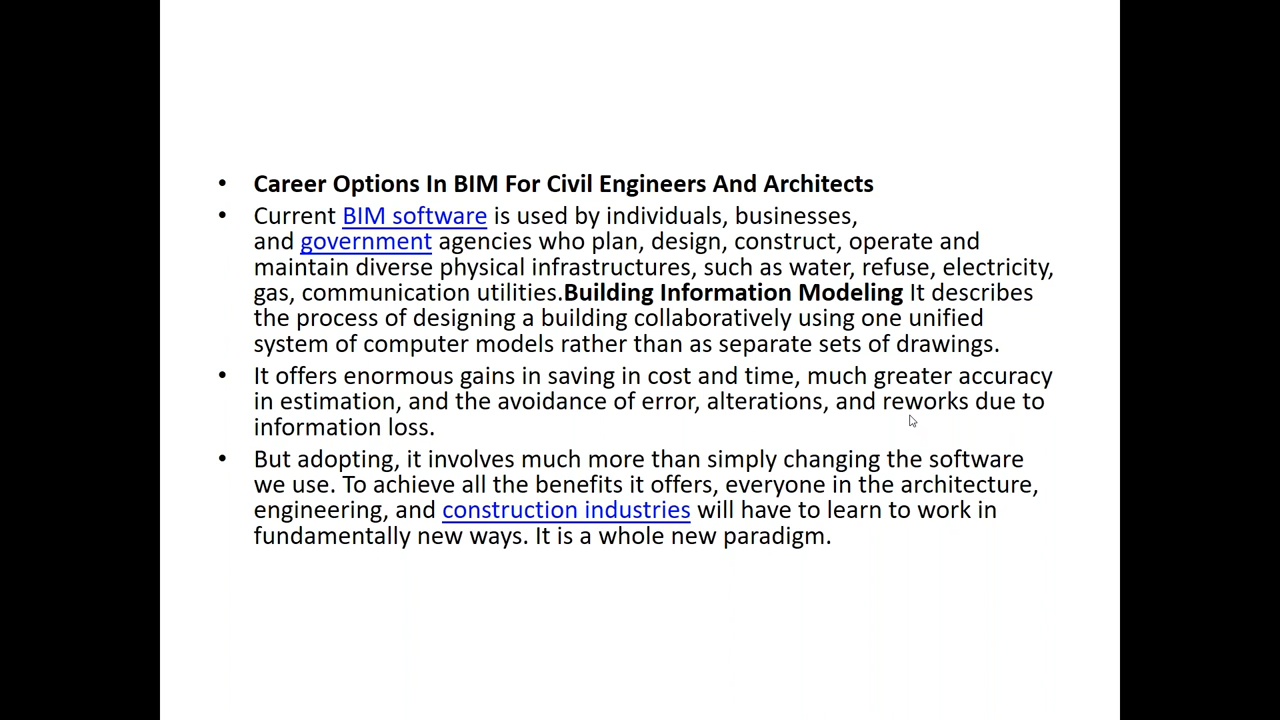 • Career Options In BIM For Civil Engineers And Architects
• Current BIM software is used by individuals, businesses,
and government agencies who plan, design, construct, operate and
maintain diverse physical infrastructures, such as water, refuse, electricity,
gas, communication utilities.Building Information Modeling It describes
the process of designing a building collaboratively using one unified
system of computer models rather than as separate sets of drawings.
• It offers enormous gains in saving in cost and time, much greater accuracy
in estimation, and the avoidance of error, alterations, and reworks due to
information loss.
• But adopting, it involves much more than simply changing the software
we use. To achieve all the benefits it offers, everyone in the architecture,
engineering, and construction industries will have to learn to work in
fundamentally new ways. It is a whole new paradigm.